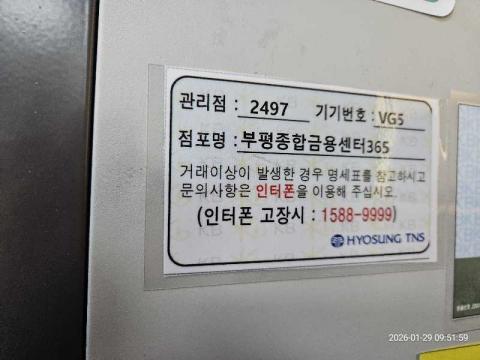 관리점 : 2497 기기번호 : VG5
점포명 : 부평종합금융센터365
거래이상이 발생한 경우 명세표를 참고하시고
문의사항은 인터폰을 이용해 주십시오.
(인터폰 고장시 : 1588-9999)
HYOSUNG TNS
2026-01-29 09:51:59